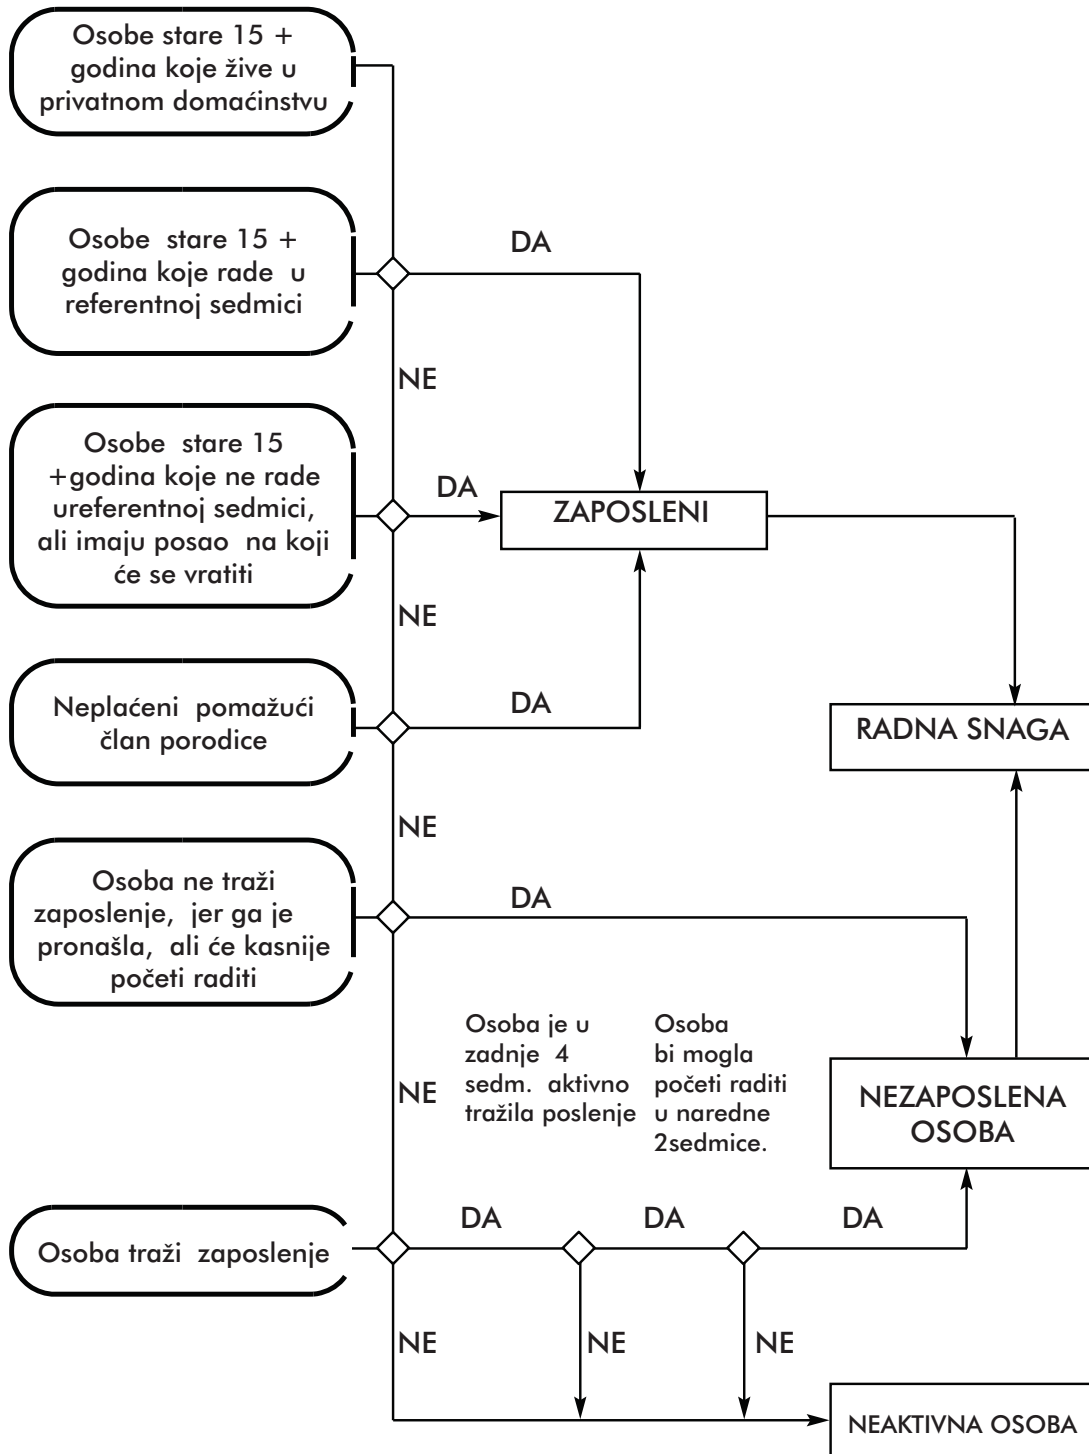 Osobe stare 15 +
godina koje žive u
privatnom domaćinstvu
Osobe stare 15 +
godina koje rade u
referentnoj sedmici
DA
NE
Osobe stare 15
+godina koje ne rade
ureferentnoj sedmici,
ali imaju posao na koji
će se vratiti
DA
ZAPOSLENI
NE
Neplaćeni pomažući
član porodice
DA
RADNA SNAGA
NE
Osoba ne traži
zaposlenje, jer ga je
pronašla, ali će kasnije
početi raditi
DA
NE
Osoba je u
zadnje 4
sedm. aktivno
tražila poslenje
Osoba
bi mogla
početi raditi
u naredne
2sedmice.
NEZAPOSLENA
OSOBA
Osoba traži zaposlenje
DA
DA
DA
NE
NE
NE
NEAKTIVNA OSOBA